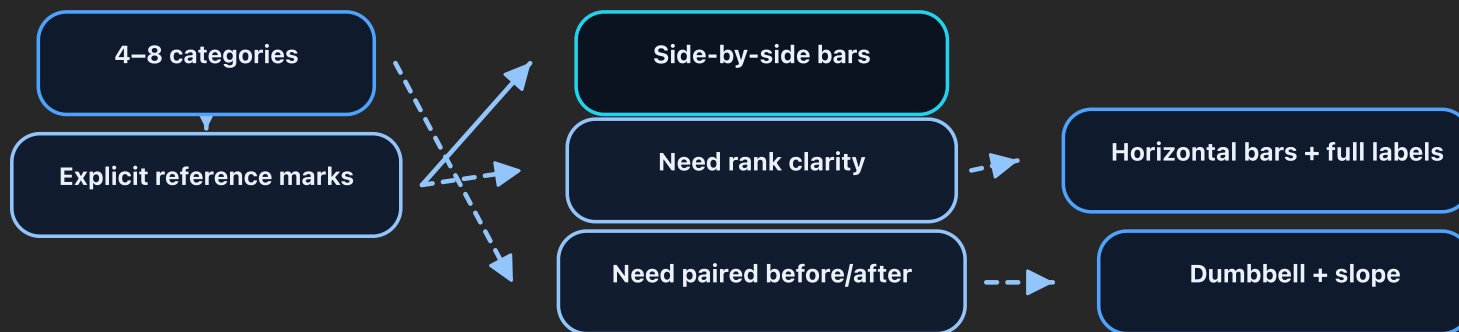 4–8 categories
Explicit reference marks
Side-by-side bars
Need rank clarity
Need paired before/after
Horizontal bars + full labels
Dumbbell + slope